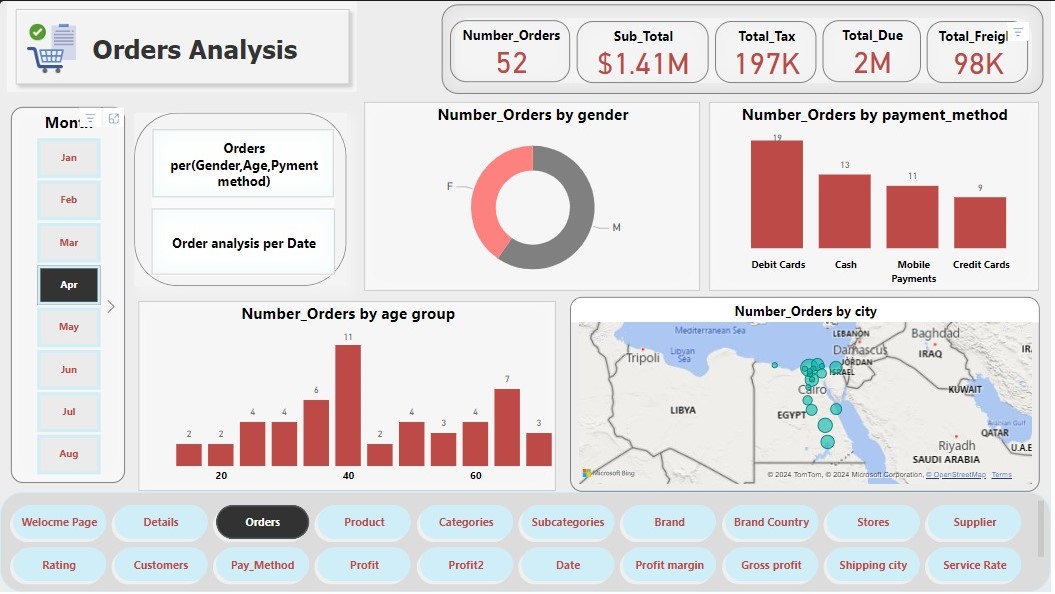 Orders Analysis
Number_Orders
52
Sub_Total
$1.41M
Total_Tax
197K
Total_Due
2M
Total_Freig
98K
Mont...
Jan
Feb
Mar
Apr
May
Jun
Jul
Aug
Orders
per(Gender,Age,Pyment
method)
Order analysis per Date
Number_Orders by gender
F
M
Number_Orders by payment_method
19
13
11
9
Debit Cards
Cash
Mobile
Payments
Credit Cards
Number_Orders by age group
2
2
4
4
6
11
2
4
3
4
7
3
20
40
60
Number_Orders by city
Mediterranean Sea
LEBANON
Baghdad
Tripoli
Libyan
Sea
Damascus
IRAQ
IR
JORDAN
ISRAEL
Cairo
KUWAIT
LIBYA
EGYPT
Arabian Gulf
QATAR
Riyadh
U.A.E
SAUDI ARABIA
Microsoft Bing
© 2024 TomTom, © 2024 Microsoft Corporation, © OpenStreetMap Terms
Welocme Page
Details
Orders
Product
Categories
Subcategories
Brand
Brand Country
Stores
Supplier
Rating
Customers
Pay_Method
Profit
Profit2
Date
Profit margin
Gross profit
Shipping city
Service Rate